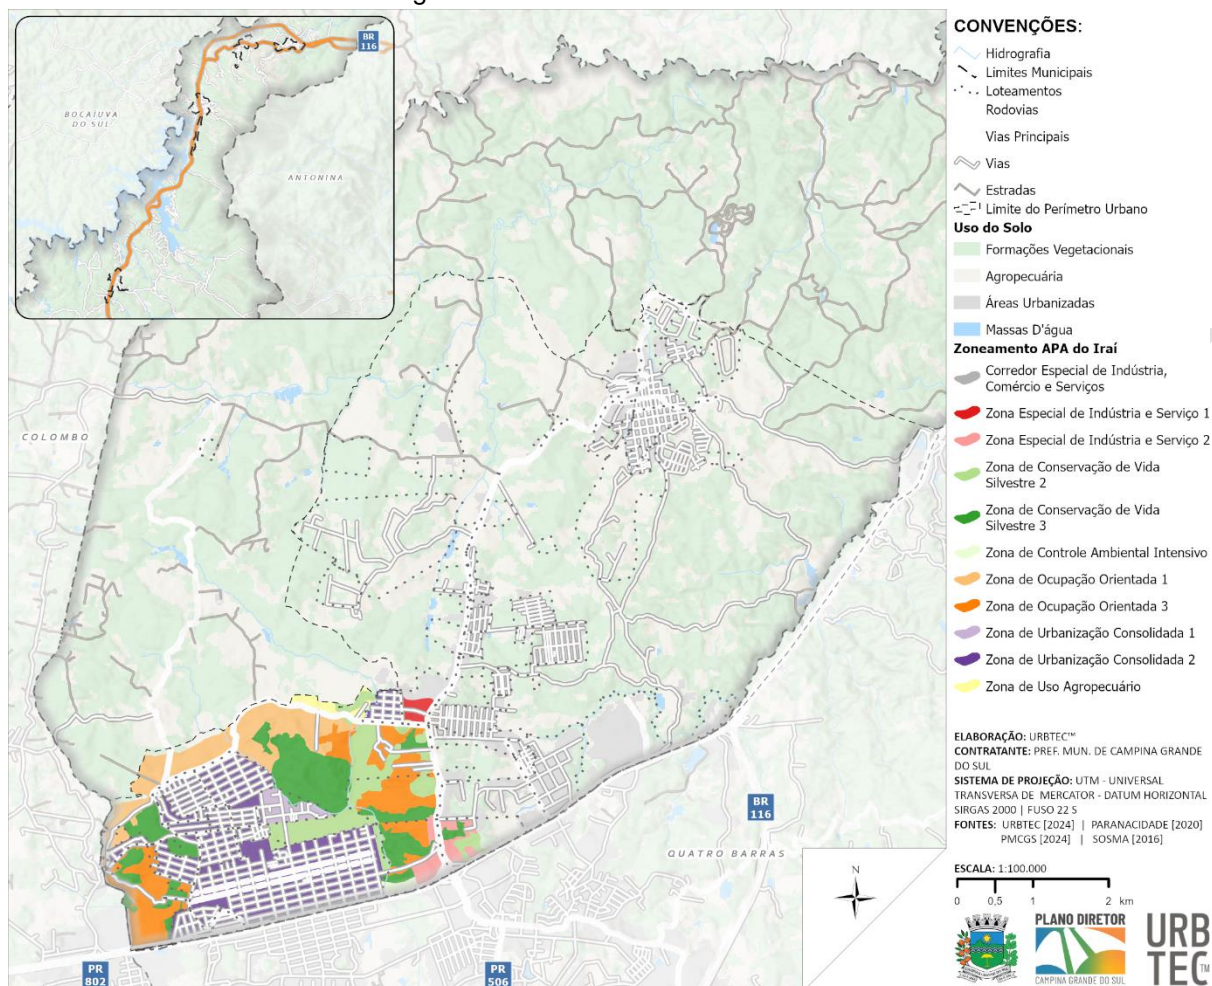 BR
116
BOCAIUVA
DO SUL
ANTONINA
COLOMBO
BR
116
QUATRO BARRAS
PR
802
PR
506
N
CONVENÇÕES:
Hidrografia
Limites Municipais
Loteamentos
Rodovias
Vias Principais
Vias
Estradas
Limite do Perímetro Urbano
Uso do Solo
Formações Vegetacionais
Agropecuária
Áreas Urbanizadas
Massas D'água
Zoneamento APA do Iraí
Corredor Especial de Indústria,
Comércio e Serviços
Zona Especial de Indústria e Serviço 1
Zona Especial de Indústria e Serviço 2
Zona de Conservação de Vida
Silvestre 2
Zona de Conservação de Vida
Silvestre 3
Zona de Controle Ambiental Intensivo
Zona de Ocupação Orientada 1
Zona de Ocupação Orientada 3
Zona de Urbanização Consolidada 1
Zona de Urbanização Consolidada 2
Zona de Uso Agropecuário
ELABORAÇÃO: URBTEC™
CONTRATANTE: PREF. MUN. DE CAMPINA GRANDE
DO SUL
SISTEMA DE PROJEÇÃO: UTM - UNIVERSAL
TRANSVERSA DE MERCATOR - DATUM HORIZONTAL
SIRGAS 2000 | FUSO 22 S
FONTES: URBTEC [2024] | PARANACIDADE [2020]
PMCGS [2024] | SOSMA [2016]
ESCALA: 1:100.000
0 0,5 1 2 km
PLANO DIRETOR
CAMPINA GRANDE DO SUL
URB
TEC™